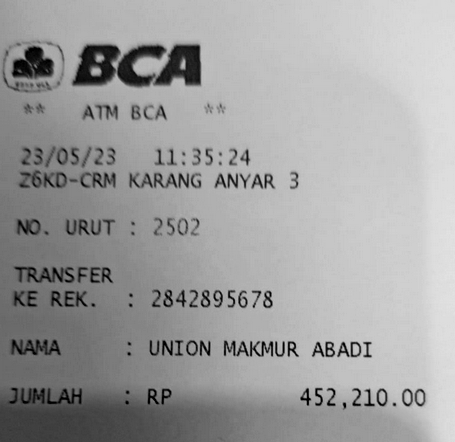 BCA
** ATM BCA **
23/05/23 11:35:24
Z6KD-CRM KARANG ANYAR 3
NO. URUT : 2502
TRANSFER
KE REK. : 2842895678
NAMA : UNION MAKMUR ABADI
JUMLAH : RP 452,210.00